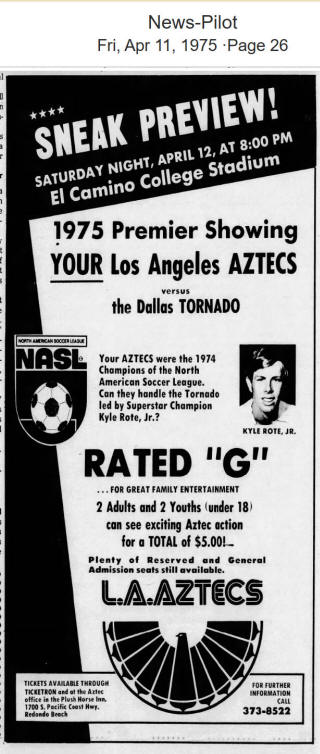 News-Pilot
Fri, Apr 11, 1975 ·Page 26
SNEAK PREVIEW!
SATURDAY NIGHT, APRIL 12, AT 8:00 PM
El Camino College Stadium
1975 Premier Showing
YOUR Los Angeles AZTECS
versus
the Dallas TORNADO
NORTH AMERICAN SOCCER LEAGUE
NASL
Your AZTECS were the 1974
Champions of the North
American Soccer League.
Can they handle the Tornado
led by Superstar Champion
Kyle Rote, Jr.?
KYLE ROTE, JR.
RATED "G"
...FOR GREAT FAMILY ENTERTAINMENT
2 Adults and 2 Youths (under 18)
can see exciting Aztec action
for a TOTAL of $5.00!
Plenty of Reserved and General
Admission seats still available.
L.A.AZTECS
TICKETS AVAILABLE THROUGH
TICKETRON and at the Aztec
office in the Plush Horse Inn,
1700 S. Pacific Coast Hwy.
Redondo Beach
FOR FURTHER
INFORMATION
CALL
373-8522